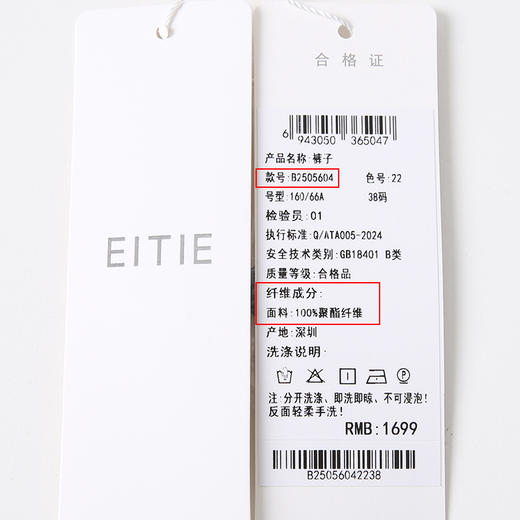 EITIE
合格证
6 943050 365047
产品名称:裤子
款号:B2505604 色号:22
号型:160/66A 38码
检验员:01
执行标准:Q/ATA005-2024
安全技术类别:GB18401 B类
质量等级:合格品
纤维成分:
面料:100%聚酯纤维
产地:深圳
洗涤说明:
注:分开洗涤、即洗即晾、不可浸泡!
反面轻柔手洗!
RMB:1699
B25056042238